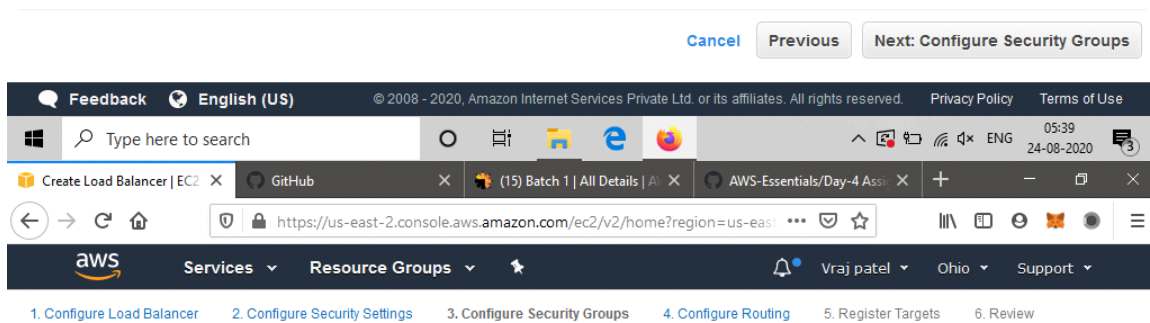 Cancel Previous Next: Configure Security Groups
Feedback English (US) © 2008 - 2020, Amazon Internet Services Private Ltd. or its affiliates. All rights reserved. Privacy Policy Terms of Use
Type here to search ENG 05:39
24-08-2020 3
Create Load Balancer | EC2 GitHub (15) Batch 1 | All Details | AWS-Essentials/Day-4 Assi
https://us-east-2.console.aws.amazon.com/ec2/v2/home?region=us-east
aws Services Resource Groups Vraj patel Ohio Support
1. Configure Load Balancer 2. Configure Security Settings 3. Configure Security Groups 4. Configure Routing 5. Register Targets 6. Review